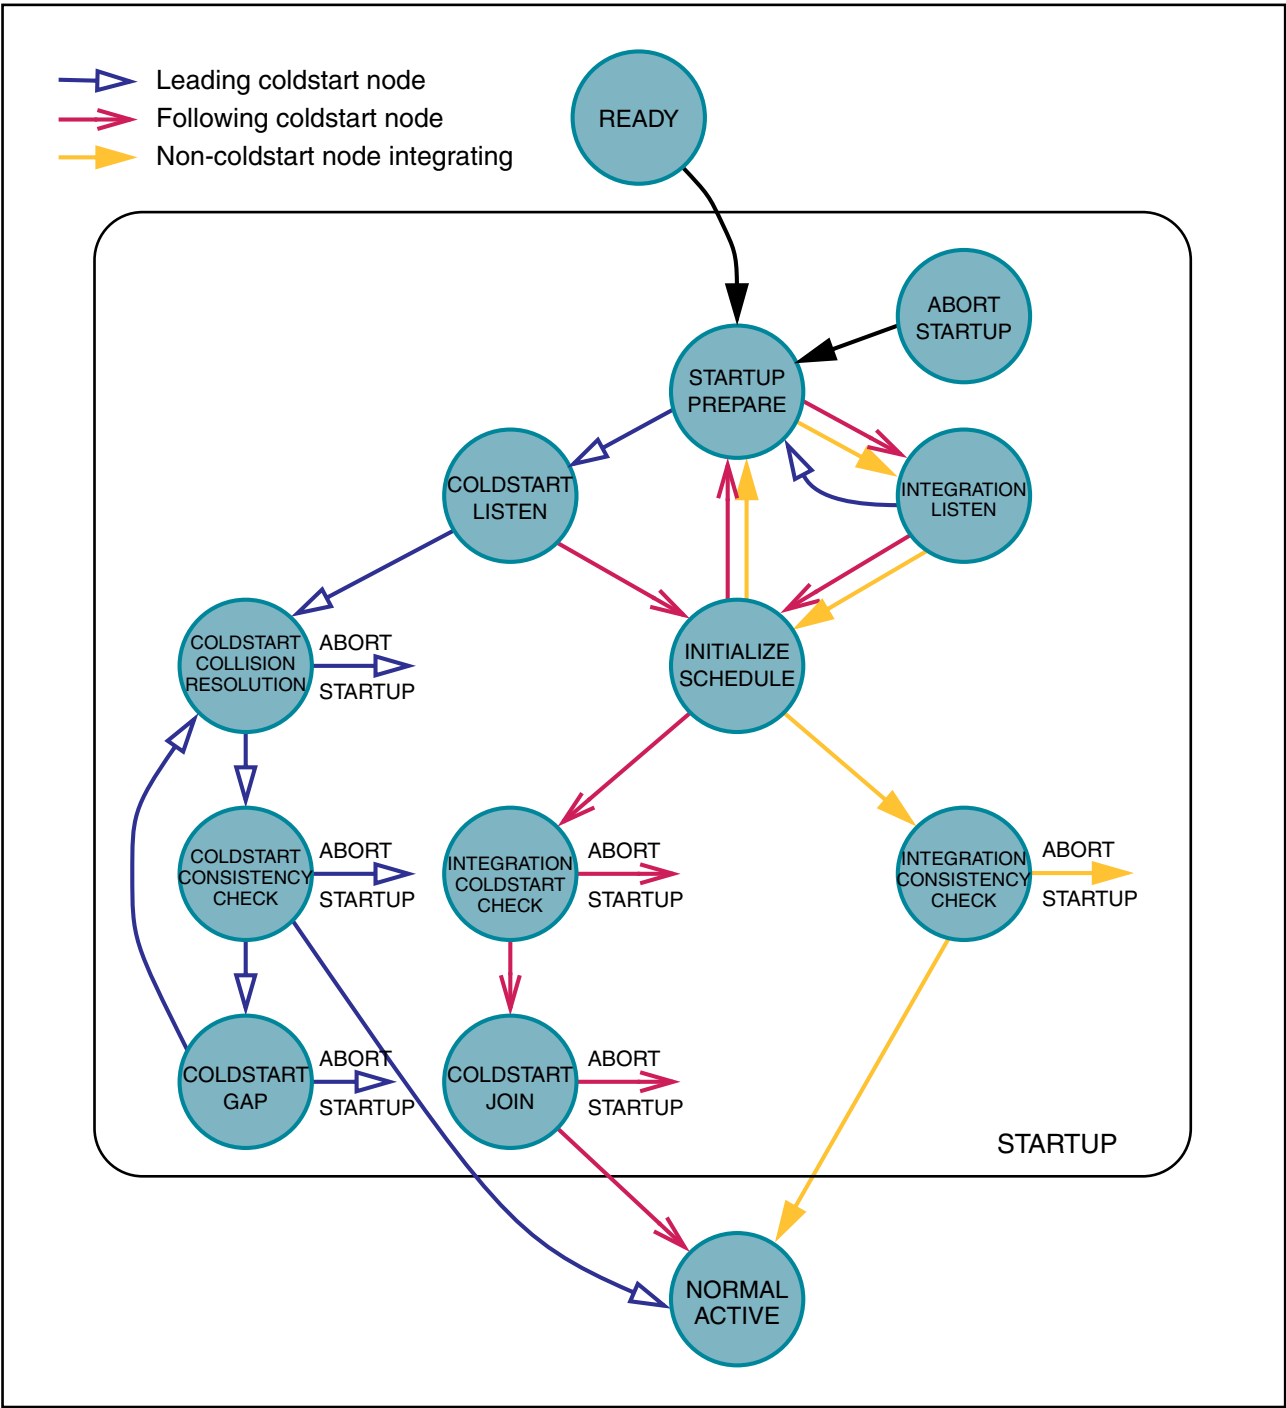 Leading coldstart node
Following coldstart node
Non-coldstart node integrating
READY
ABORT
STARTUP
STARTUP
PREPARE
COLDSTART
LISTEN
INTEGRATION
LISTEN
COLDSTART
COLLISION
RESOLUTION
ABORT
STARTUP
INITIALIZE
SCHEDULE
COLDSTART
CONSISTENCY
CHECK
ABORT
STARTUP
INTEGRATION
COLDSTART
CHECK
ABORT
STARTUP
INTEGRATION
CONSISTENCY
CHECK
ABORT
STARTUP
COLDSTART
GAP
ABORT
STARTUP
COLDSTART
JOIN
ABORT
STARTUP
STARTUP
NORMAL
ACTIVE